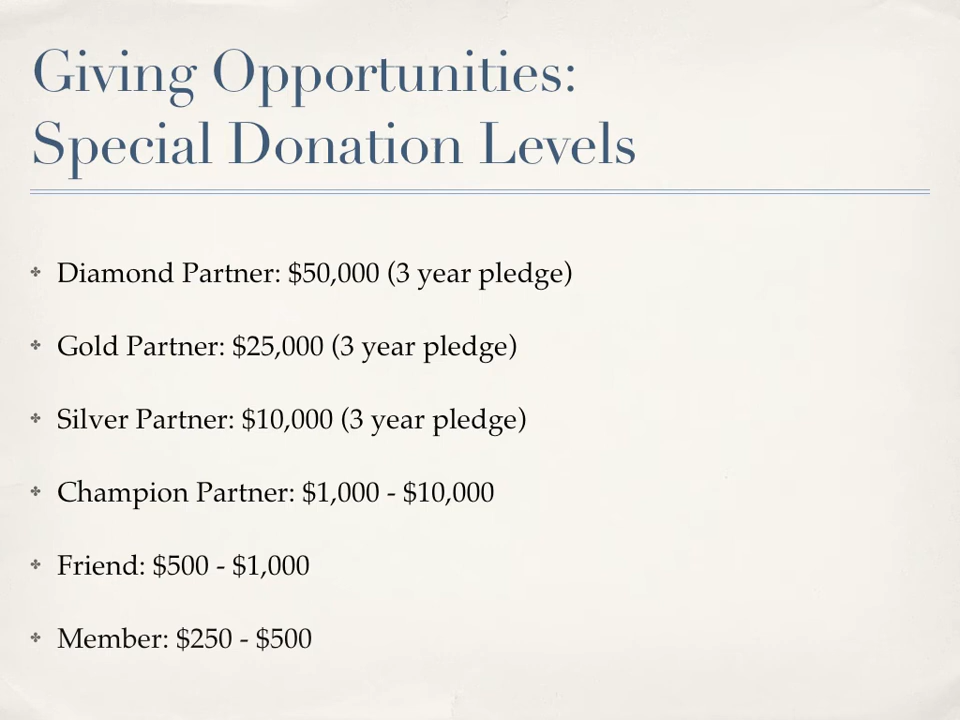 Giving Opportunities:
Special Donation Levels
Diamond Partner: $50,000 (3 year pledge)
Gold Partner: $25,000 (3 year pledge)
Silver Partner: $10,000 (3 year pledge)
Champion Partner: $1,000 - $10,000
Friend: $500 - $1,000
Member: $250 - $500